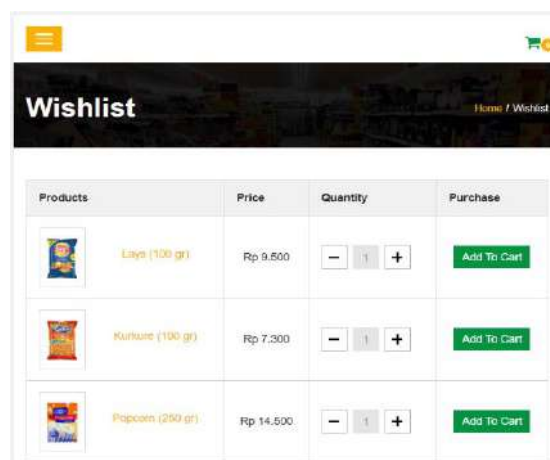 Wishlist
Home / Wishlist
Products Price Quantity Purchase
Lays (100 gr) Rp 9.500 − 1 + Add To Cart
Kurkure (100 gr) Rp 7.300 − 1 + Add To Cart
Popcorn (250 gr) Rp 14.500 − 1 + Add To Cart